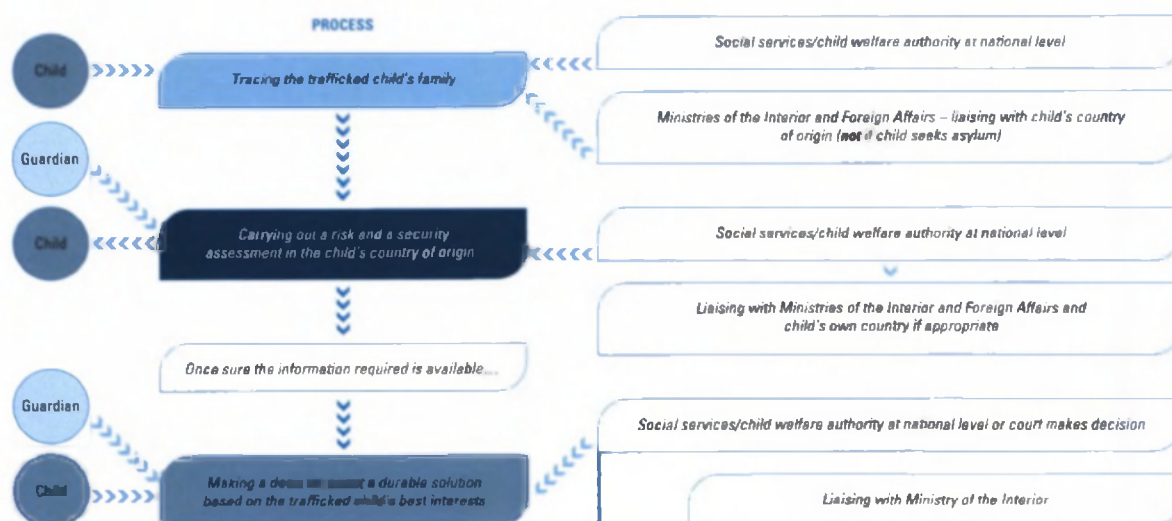 PROCESS
Child
Tracing the trafficked child's family
Social services/child welfare authority at national level
Ministries of the Interior and Foreign Affairs – liaising with child's country
of origin (not if child seeks asylum)
Guardian
Child
Carrying out a risk and a security
assessment in the child's country of origin
Social services/child welfare authority at national level
Liaising with Ministries of the Interior and Foreign Affairs and
child's own country if appropriate
Once sure the information required is available...
Guardian
Child
Making a a durable solution
based on the trafficked child's best interests
Social services/child welfare authority at national level or court makes decision
Liaising with Ministry of the Interior